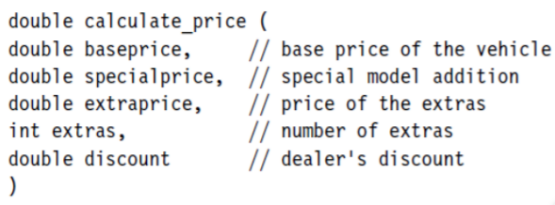 double calculate_price (
double baseprice, // base price of the vehicle
double specialprice, // special model addition
double extraprice, // price of the extras
int extras, // number of extras
double discount // dealer's discount
)